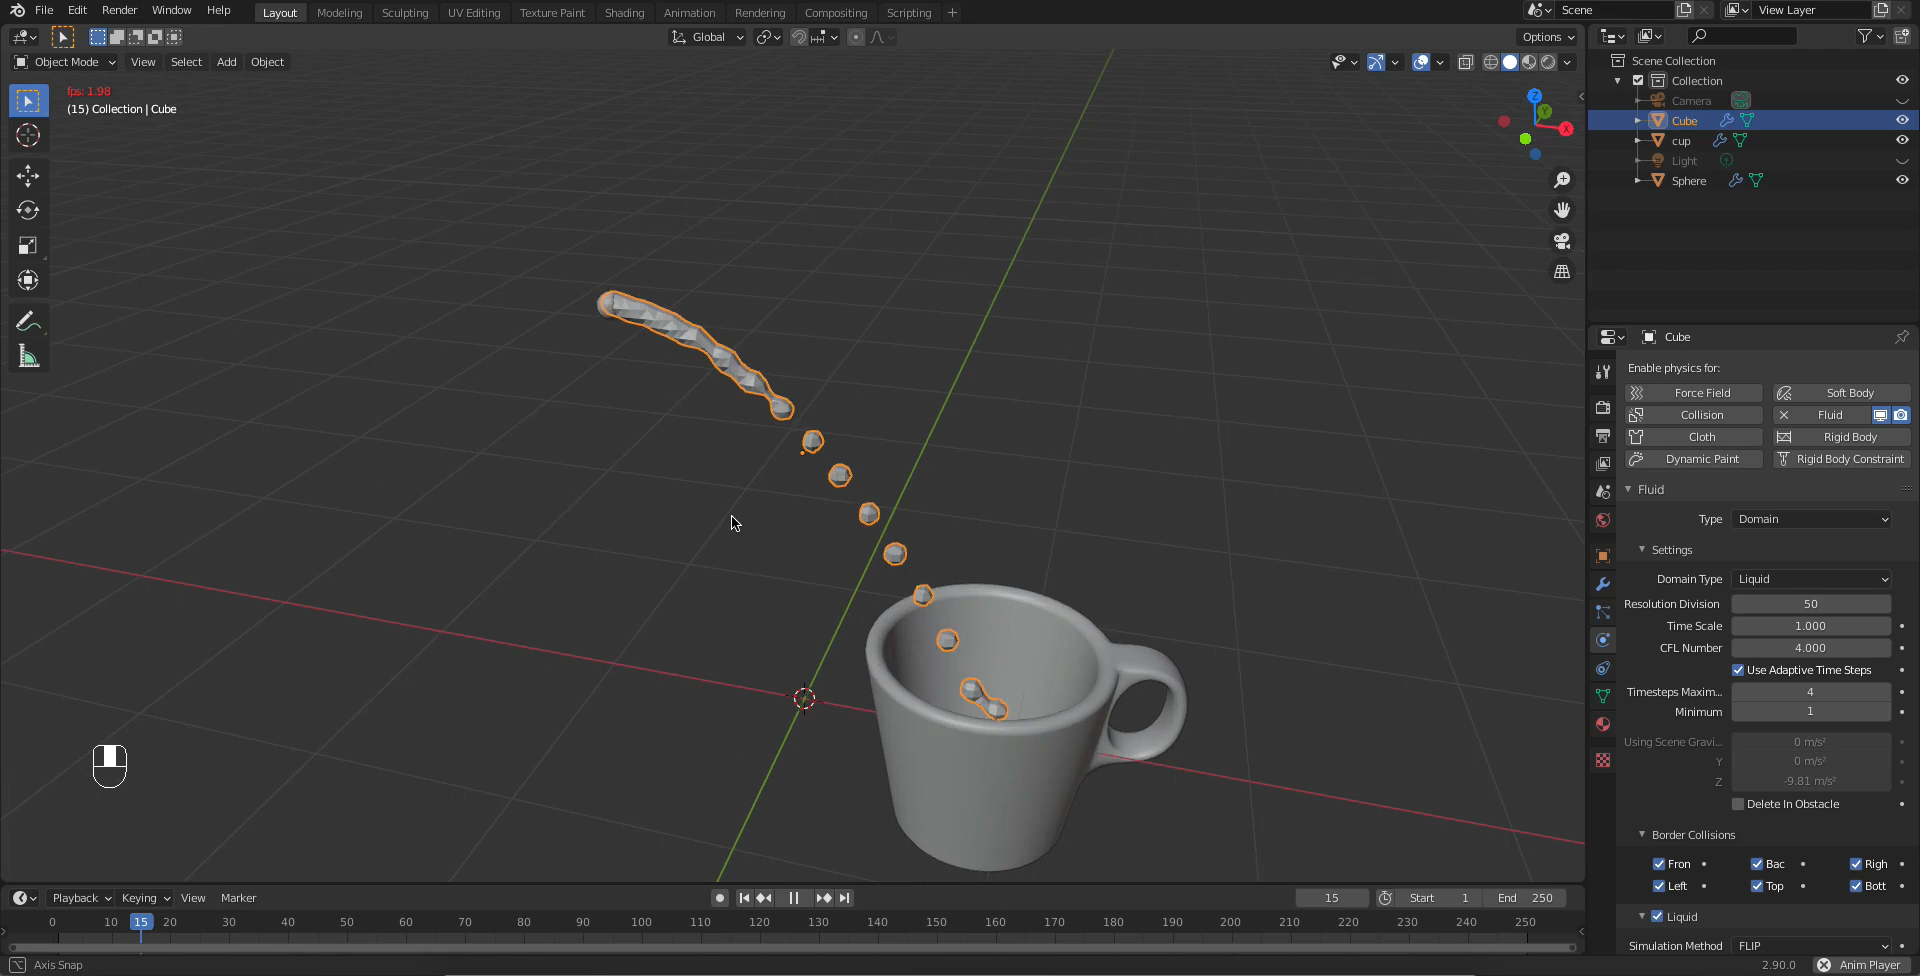 File Edit Render Window Help Layout Modeling Sculpting UV Editing Texture Paint Shading Animation Rendering Compositing Scripting + Scene View Layer
Global Options
Object Mode View Select Add Object
fps: 1.98
(15) Collection | Cube
Z
Y
X
Scene Collection
Collection
Camera
Cube
cup
Light
Sphere
Cube
Enable physics for:
Force Field Soft Body
Collision Fluid
Cloth Rigid Body
Dynamic Paint Rigid Body Constraint
Fluid
Type Domain
Settings
Domain Type Liquid
Resolution Division 50
Time Scale 1.000
CFL Number 4.000
Use Adaptive Time Steps
Timesteps Maxim... 4
Minimum 1
Using Scene Gravi... 0 m/s²
Y 0 m/s²
Z -9.81 m/s²
Delete In Obstacle
Border Collisions
Fron Bac Righ
Left Top Bott
Liquid
Simulation Method FLIP
Playback Keying View Marker 15 Start 1 End 250
0 10 15 20 30 40 50 60 70 80 90 100 110 120 130 140 150 160 170 180 190 200 210 220 230 240 250
Axis Snap 2.90.0 Anim Player